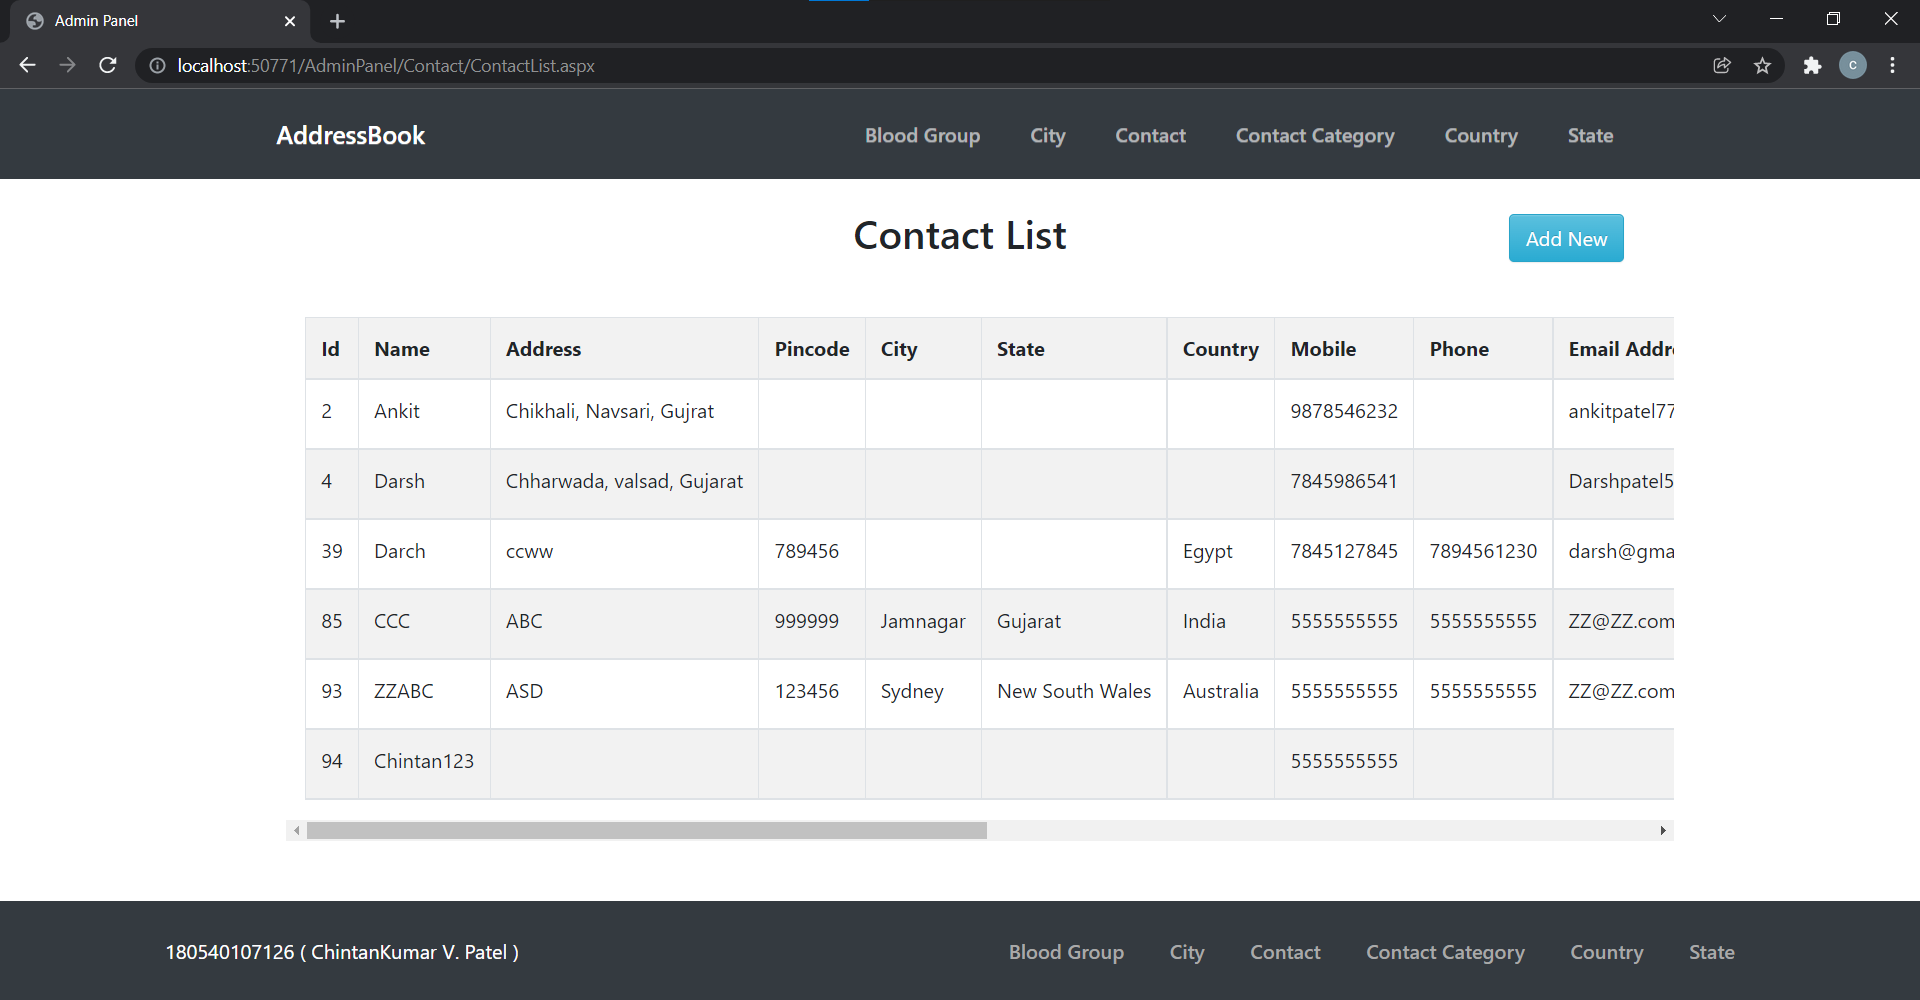 Admin Panel
localhost:50771/AdminPanel/Contact/ContactList.aspx
C
AddressBook Blood Group City Contact Contact Category Country State
Contact List Add New
Id Name Address Pincode City State Country Mobile Phone Email Addr
2 Ankit Chikhali, Navsari, Gujrat 9878546232 ankitpatel77
4 Darsh Chharwada, valsad, Gujarat 7845986541 Darshpatel5
39 Darch ccww 789456 Egypt 7845127845 7894561230 darsh@gma
85 CCC ABC 999999 Jamnagar Gujarat India 5555555555 5555555555 ZZ@ZZ.com
93 ZZABC ASD 123456 Sydney New South Wales Australia 5555555555 5555555555 ZZ@ZZ.com
94 Chintan123 5555555555
180540107126 ( ChintanKumar V. Patel ) Blood Group City Contact Contact Category Country State